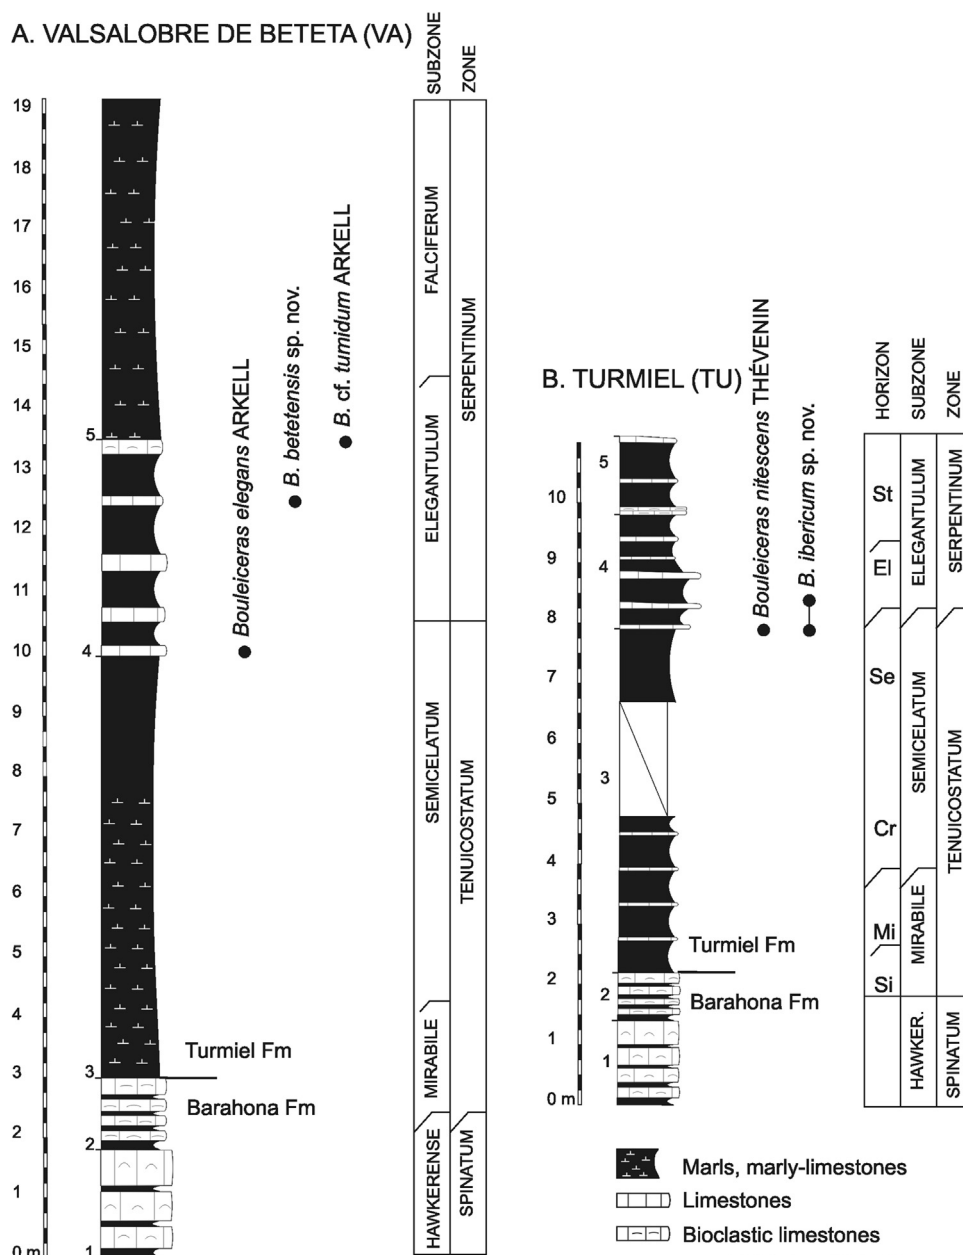 A. VALSALOBRE DE BETETA (VA)
SUBZONE
ZONE
19
18
17
16
15
14
13
12
11
10
9
8
7
6
5
4
3
2
1
0 m
5
4
3
2
1
Bouleiceras elegans ARKELL
B. betetensis sp. nov.
B. cf. tumidum ARKELL
FALCIFERUM
ELEGANTULUM
SEMICELATUM
MIRABILE
HAWKERENSE
SERPENTINUM
TENUICOSTATUM
SPINATUM
Turmiel Fm
Barahona Fm
B. TURMIEL (TU)
HORIZON
SUBZONE
ZONE
10
9
8
7
6
5
4
3
2
1
0 m
5
4
3
2
1
Bouleiceras nitescens THÉVENIN
B. ibericum sp. nov.
St
El
Se
Cr
Mi
Si
ELEGANTULUM
SEMICELATUM
MIRABILE
HAWKER.
SERPENTINUM
TENUICOSTATUM
SPINATUM
Turmiel Fm
Barahona Fm
Marls, marly-limestones
Limestones
Bioclastic limestones